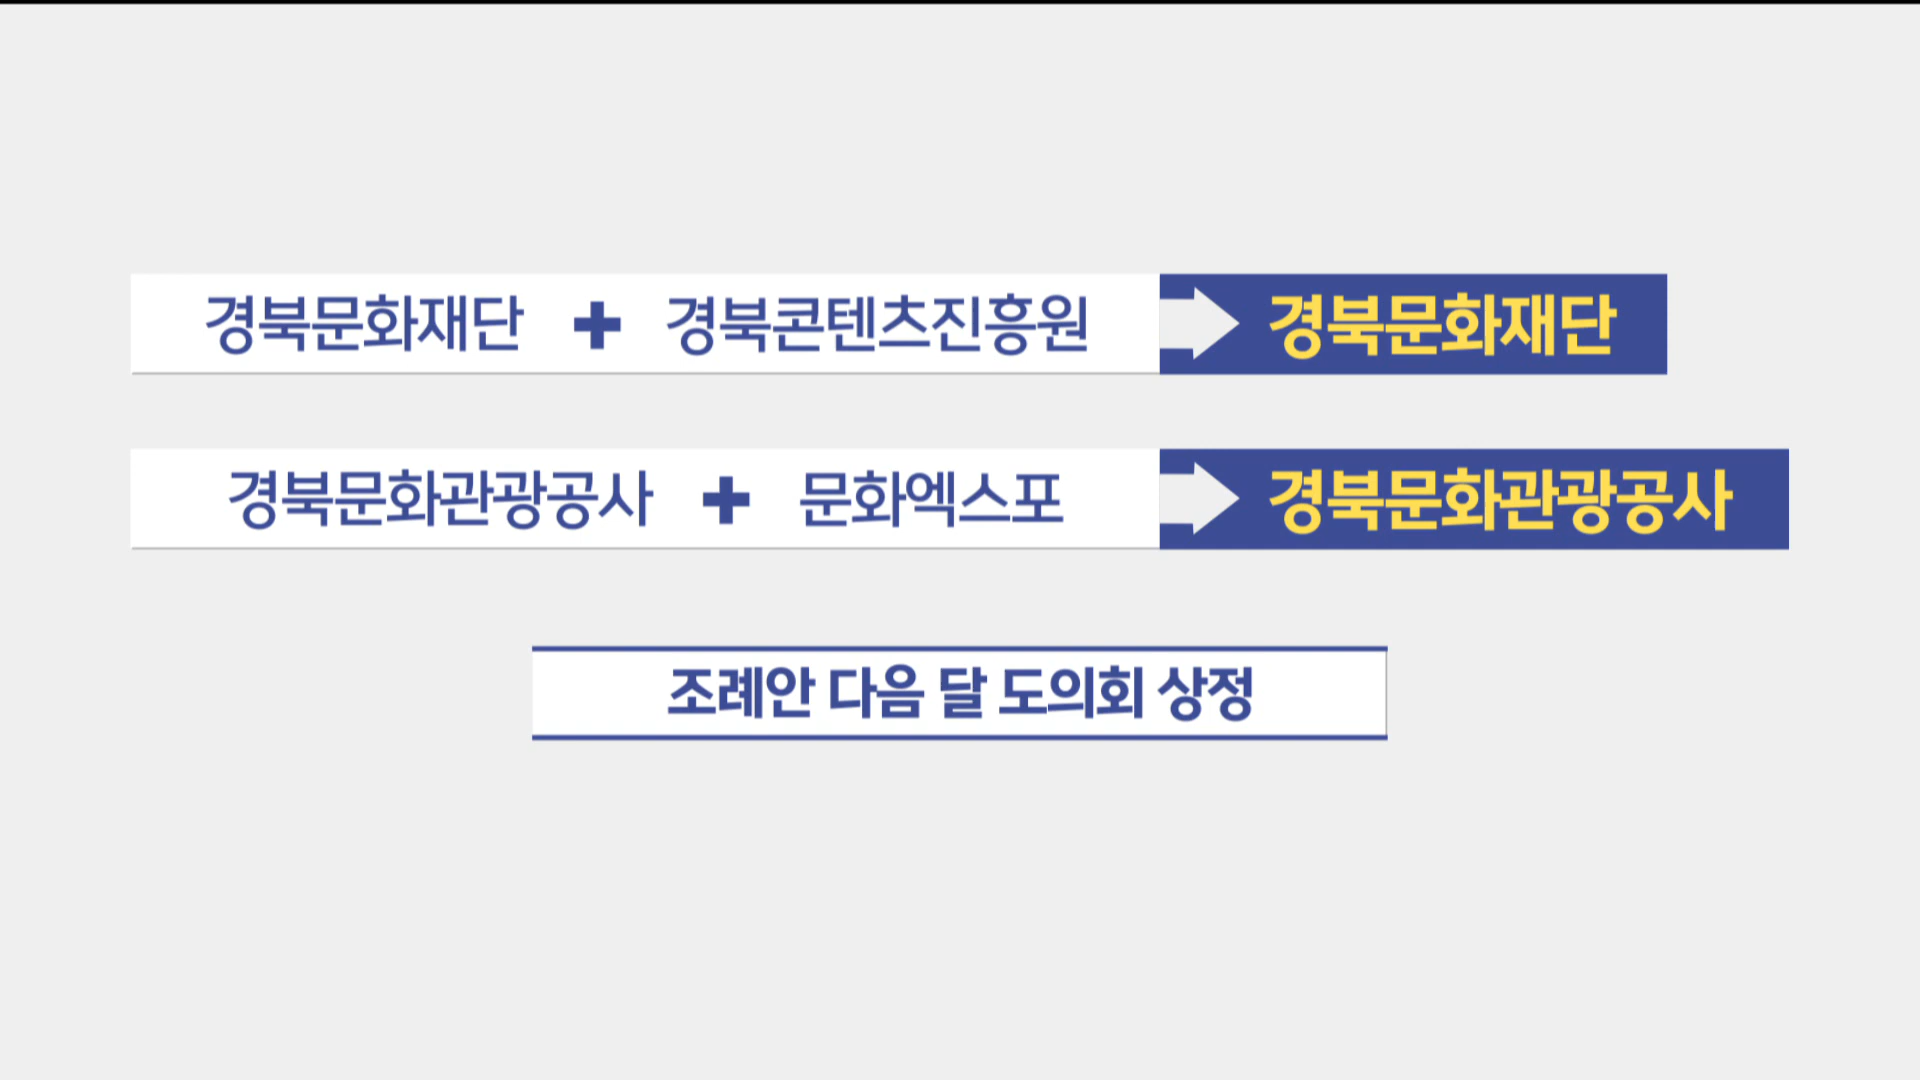 경북문화재단 + 경북콘텐츠진흥원 ➡ 경북문화재단
경북문화관광공사 + 문화엑스포 ➡ 경북문화관광공사
조례안 다음 달 도의회 상정